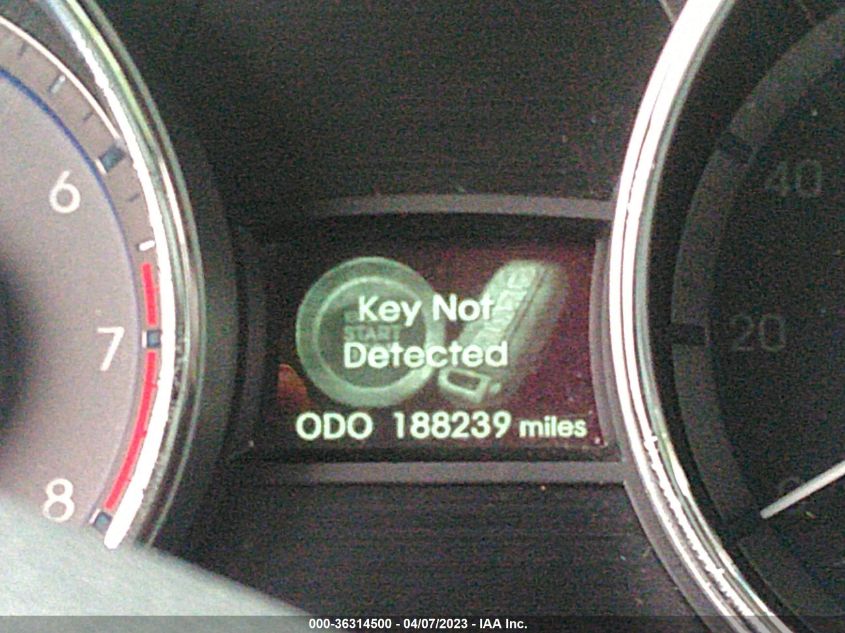 6
7
8
Key Not
START
Detected
ODO 188239 miles
40
20
0
000-36314500 - 04/07/2023 - IAA Inc.